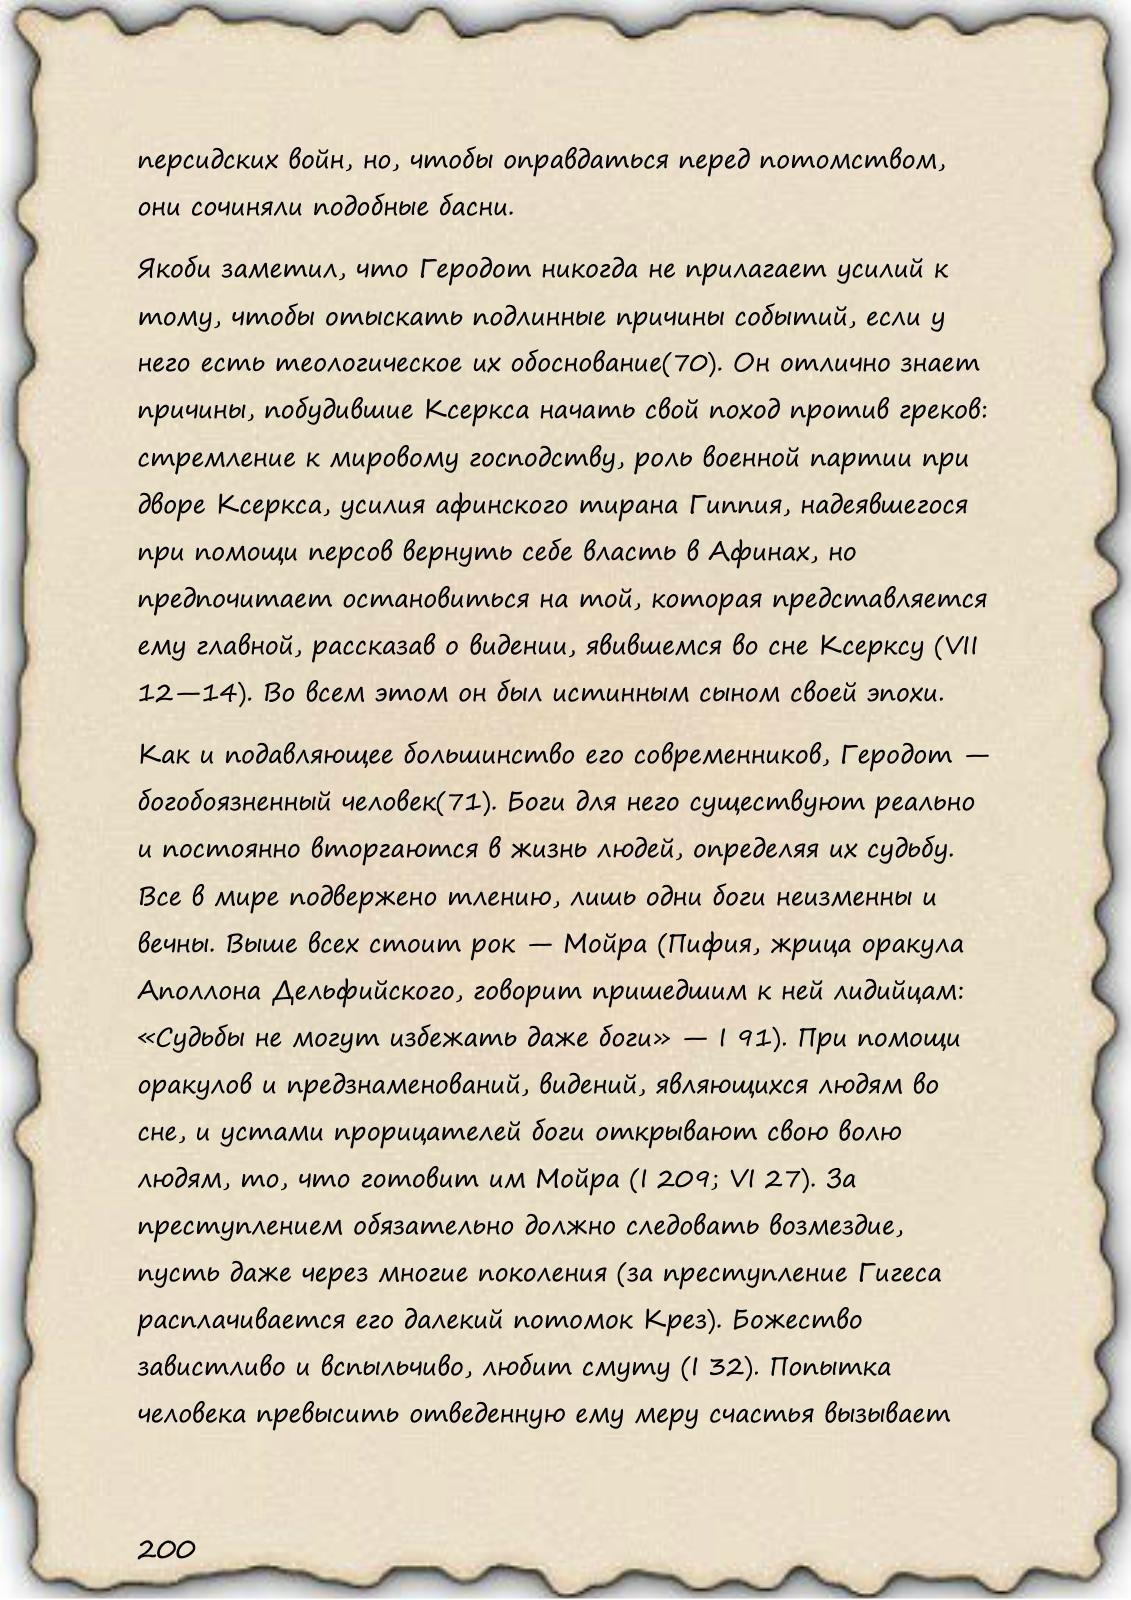 персидских войн, но, чтобы оправдаться перед потомством,
они сочиняли подобные басни.
Якоби заметил, что Геродот никогда не прилагает усилий к
тому, чтобы отыскать подлинные причины событий, если у
него есть теологическое их обоснование(70). Он отлично знает
причины, побудившие Ксеркса начать свой поход против греков:
стремление к мировому господству, роль военной партии при
дворе Ксеркса, усилия афинского тирана Гиппия, надеявшегося
при помощи персов вернуть себе власть в Афинах, но
предпочитает остановиться на той, которая представляется
ему главной, рассказав о видении, явившемся во сне Ксерксу (VII
12—14). Во всем этом он был истинным сыном своей эпохи.
Как и подавляющее большинство его современников, Геродот —
богобоязненный человек(71). Боги для него существуют реально
и постоянно вторгаются в жизнь людей, определяя их судьбу.
Все в мире подвержено тлению, лишь одни боги неизменны и
вечны. Выше всех стоит рок — Мойра (Пифия, жрица оракула
Аполлона Дельфийского, говорит пришедшим к ней лидийцам:
«Судьбы не могут избежать даже боги» — I 91). При помощи
оракулов и предзнаменований, видений, являющихся людям во
сне, и устами прорицателей боги открывают свою волю
людям, то, что готовит им Мойра (I 209; VI 27). За
преступлением обязательно должно следовать возмездие,
пусть даже через многие поколения (за преступление Гигеса
расплачивается его далекий потомок Крез). Божество
завистливо и вспыльчиво, любит смуту (I 32). Попытка
человека превысить отведенную ему меру счастья вызывает
200